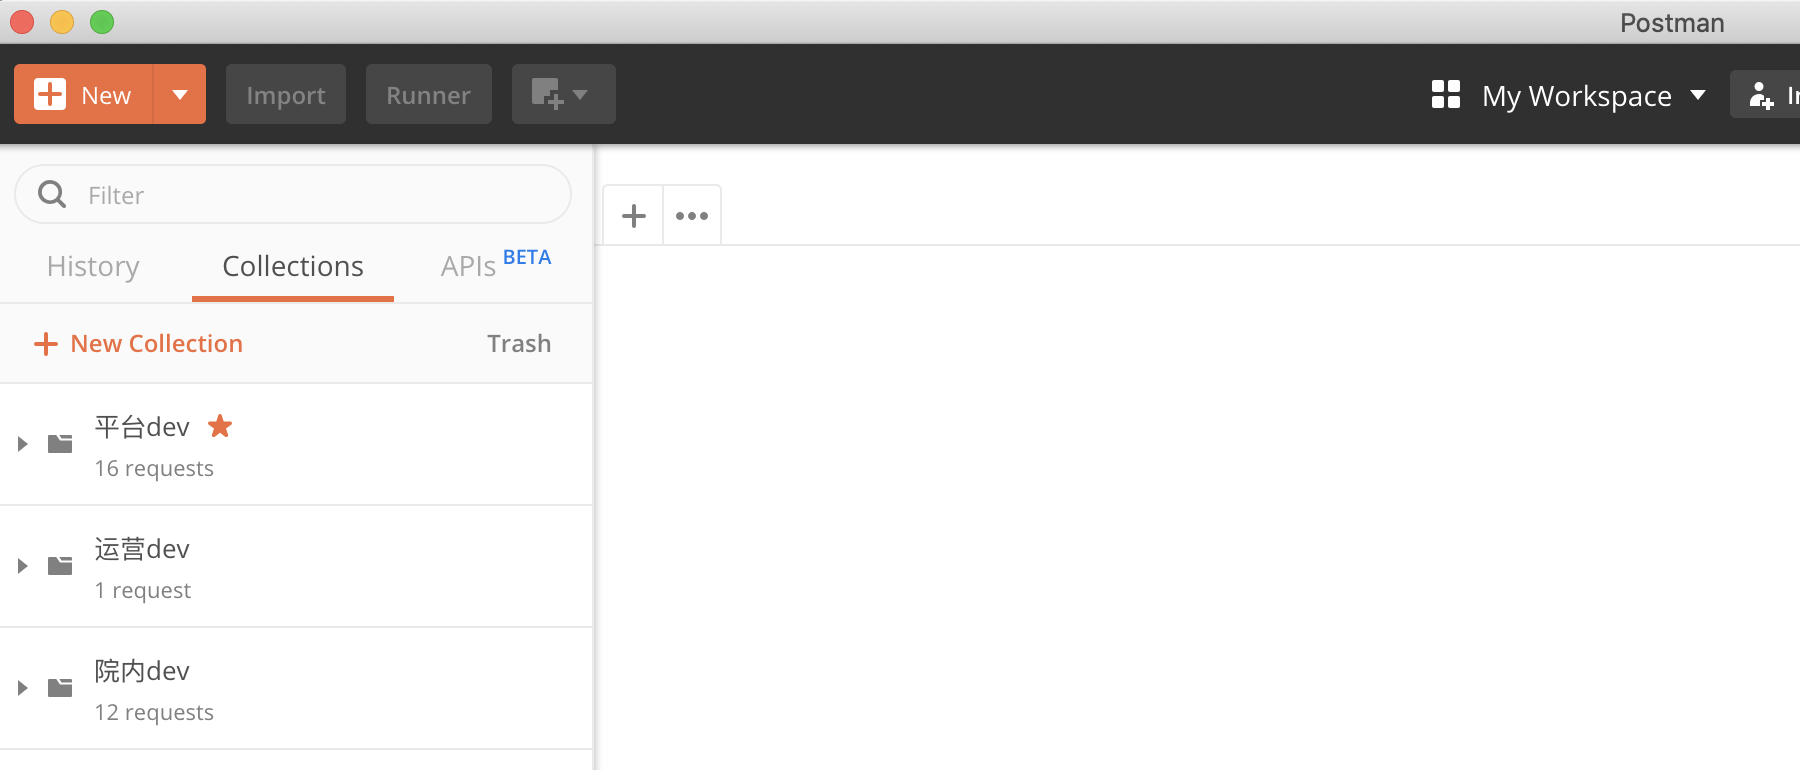 Postman
New
Import
Runner
My Workspace
Filter
History
Collections
APIs BETA
New Collection
Trash
平台dev
16 requests
运营dev
1 request
院内dev
12 requests